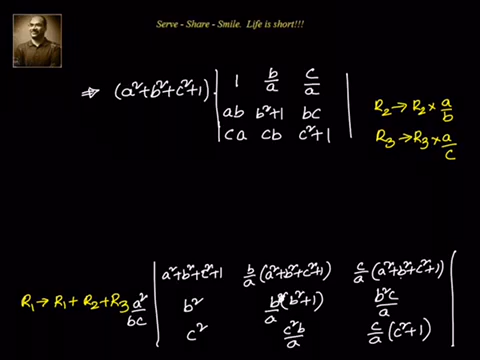 Serve - Share - Smile. Life is short!!!
⇒ (a²+b²+c²+1). | 1 b/a c/a |
| ab b²+1 bc | R₂→R₂×a/b
| ca cb c²+1 | R₃→R₃×a/c
| a²+b²+c²+1 b/a(a²+b²+c²+1) c/a(a²+b²+c²+1) |
R₁→R₁+R₂+R₃ a²/bc | b² b/a(b²+1) b²c/a |
| c² c²b/a c/a(c²+1) |